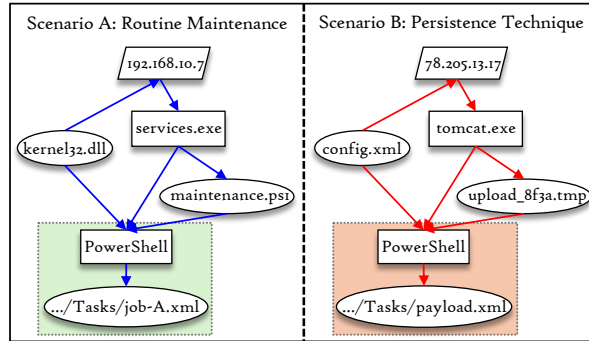 Scenario A: Routine Maintenance
192.168.10.7
services.exe
kernel32.dll
maintenance.ps1
PowerShell
.../Tasks/job-A.xml
Scenario B: Persistence Technique
78.205.13.17
tomcat.exe
config.xml
upload_8f3a.tmp
PowerShell
.../Tasks/payload.xml